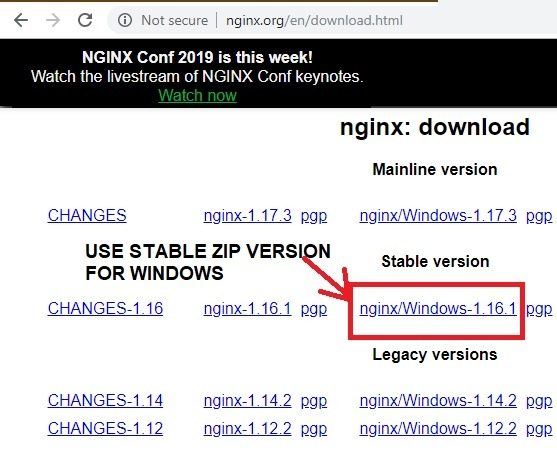 Not secure | nginx.org/en/download.html
NGINX Conf 2019 is this week!
Watch the livestream of NGINX Conf keynotes.
Watch now
nginx: download
Mainline version
CHANGES nginx-1.17.3 pgp nginx/Windows-1.17.3 pgp
USE STABLE ZIP VERSION
FOR WINDOWS
Stable version
CHANGES-1.16 nginx-1.16.1 pgp nginx/Windows-1.16.1 pgp
Legacy versions
CHANGES-1.14 nginx-1.14.2 pgp nginx/Windows-1.14.2 pgp
CHANGES-1.12 nginx-1.12.2 pgp nginx/Windows-1.12.2 pgp